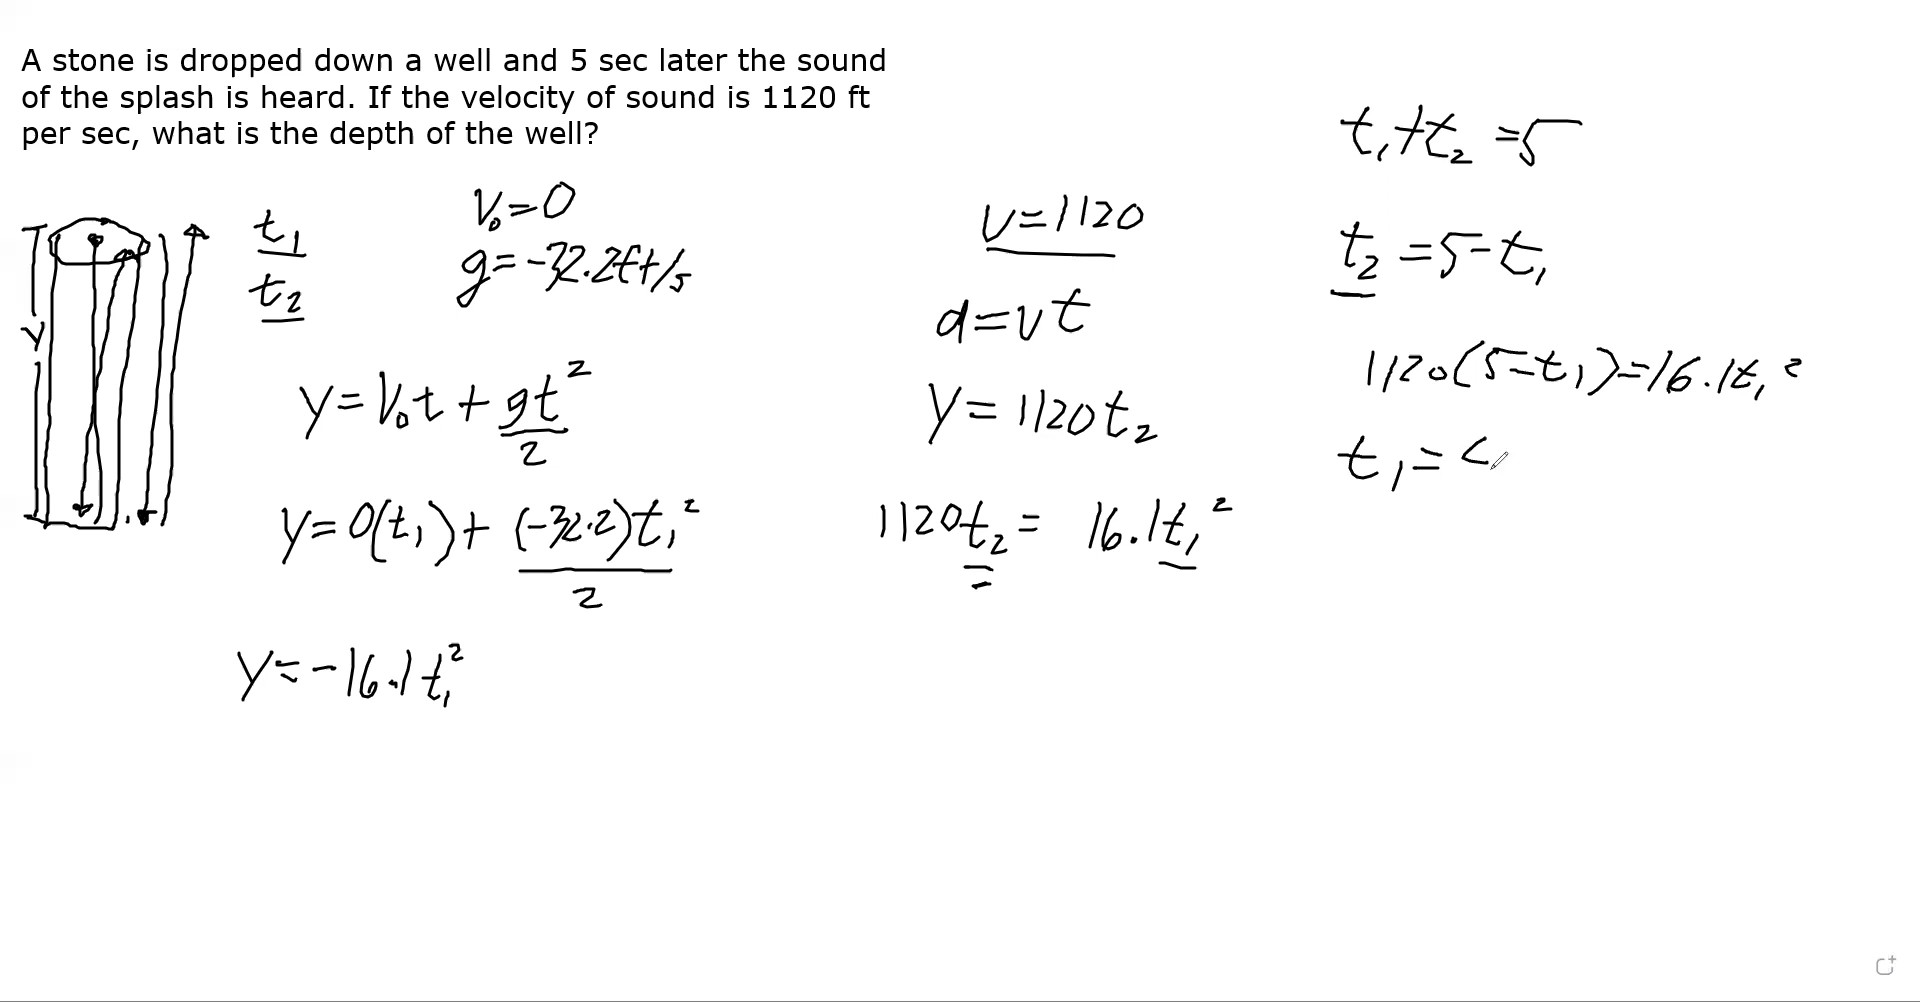 A stone is dropped down a well and 5 sec later the sound
of the splash is heard. If the velocity of sound is 1120 ft
per sec, what is the depth of the well?
y
t₁
t₂
V₀=0
g=-32.2ft/s
y=V₀t+gt²/2
y=0(t₁)+(-32.2)t₁²/2
y=-16.1t₁²
v=1120
d=vt
y=1120t₂
1120t₂=16.1t₁²
t₁+t₂=5
t₂=5-t₁
1120(5-t₁)=16.1t₁²
t₁=